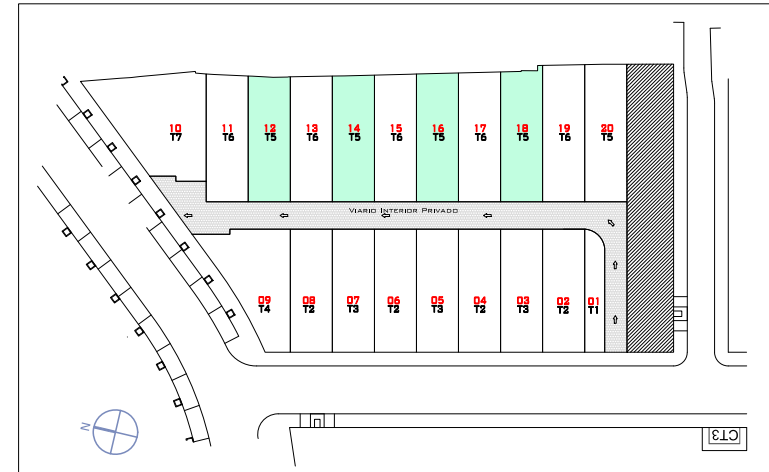 10 11 12 13 14 15 16 17 18 19 20
T7 T6 T5 T6 T5 T6 T5 T6 T5 T6 T5
VIARIO INTERIOR PRIVADO
09 08 07 06 05 04 03 02 01
T4 T2 T3 T2 T3 T2 T3 T2 T1
N
CT3